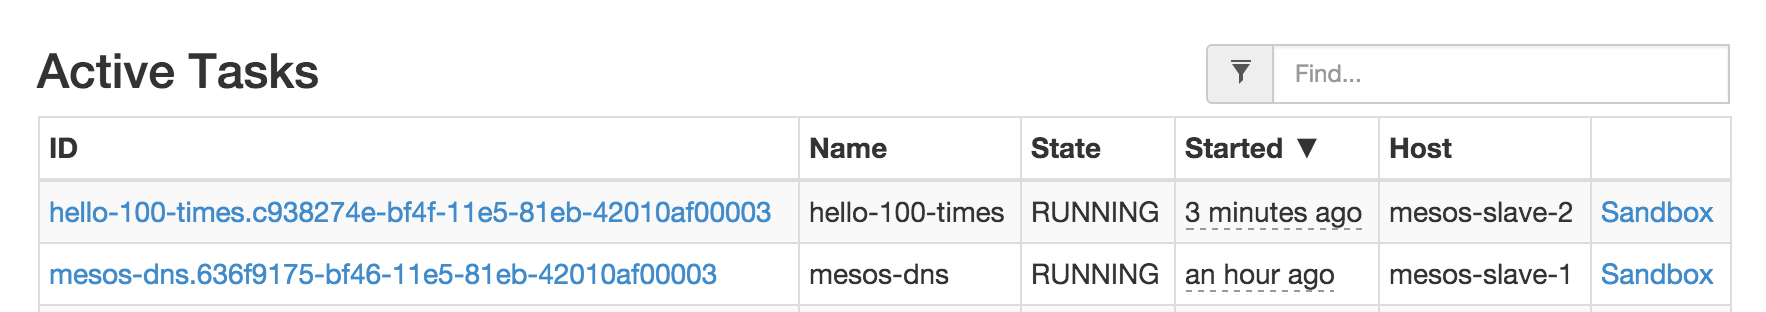 Active Tasks
Find...
ID Name State Started ▼ Host
hello-100-times.c938274e-bf4f-11e5-81eb-42010af00003 hello-100-times RUNNING 3 minutes ago mesos-slave-2 Sandbox
mesos-dns.636f9175-bf46-11e5-81eb-42010af00003 mesos-dns RUNNING an hour ago mesos-slave-1 Sandbox